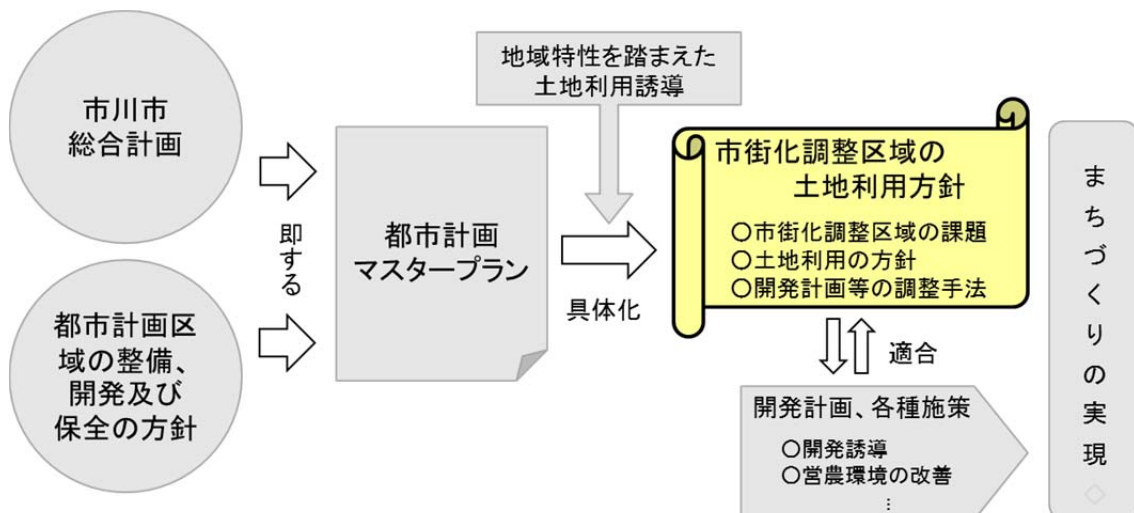 市川市
総合計画
都市計画区
域の整備、
開発及び
保全の方針
即する
都市計画
マスタープラン
地域特性を踏まえた
土地利用誘導
具体化
市街化調整区域の
土地利用方針
○市街化調整区域の課題
○土地利用の方針
○開発計画等の調整手法
適合
開発計画、各種施策
○開発誘導
○営農環境の改善
⋮
まちづくりの実現
◇